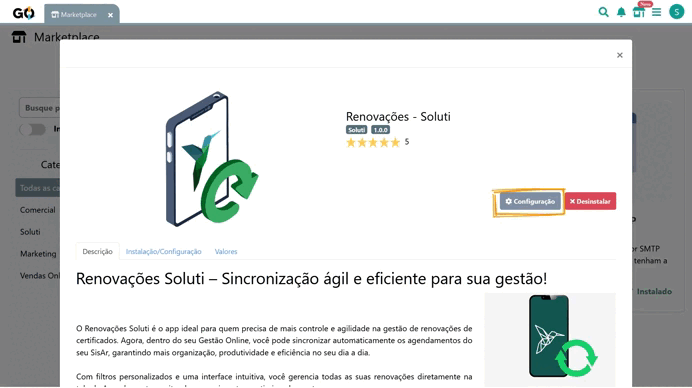 GO
Marketplace ×
New
S
Marketplace
×
Busque p
In
Cate
Todas as ca
Comercial
Soluti
Marketing
Vendas Onl
Renovações - Soluti
Soluti 1.0.0
5
Configuração
Desinstalar
Descrição Instalação/Configuração Valores
Renovações Soluti – Sincronização ágil e eficiente para sua gestão!
O Renovações Soluti é o app ideal para quem precisa de mais controle e agilidade na gestão de renovações de
certificados. Agora, dentro do seu Gestão Online, você pode sincronizar automaticamente os agendamentos do
seu SisAr, garantindo mais organização, produtividade e eficiência no seu dia a dia.
Com filtros personalizados e uma interface intuitiva, você gerencia todas as suas renovações diretamente na
or SMTP
tenham a
Instalado